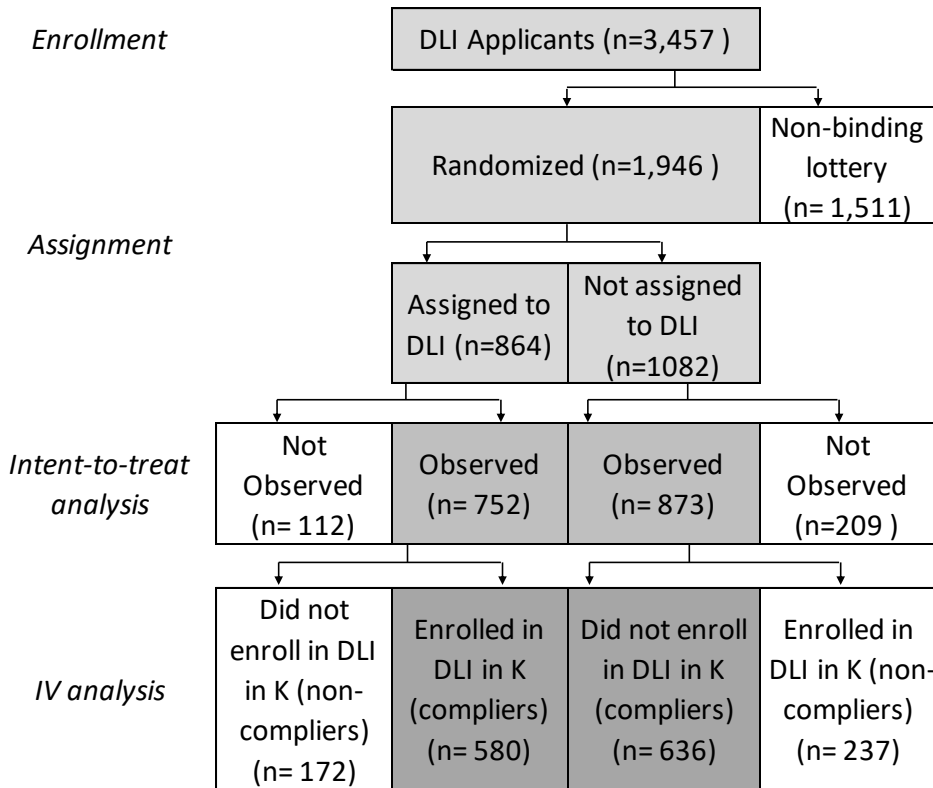 Enrollment
DLI Applicants (n=3,457 )
Randomized (n=1,946 )
Non-binding
lottery
(n= 1,511)
Assignment
Assigned to
DLI (n=864)
Not assigned
to DLI
(n=1082)
Intent-to-treat
analysis
Not
Observed
(n= 112)
Observed
(n= 752)
Observed
(n= 873)
Not
Observed
(n=209 )
IV analysis
Did not
enroll in DLI
in K (non-
compliers)
(n= 172)
Enrolled in
DLI in K
(compliers)
(n= 580)
Did not enroll
in DLI in K
(compliers)
(n= 636)
Enrolled in
DLI in K (non-
compliers)
(n= 237)